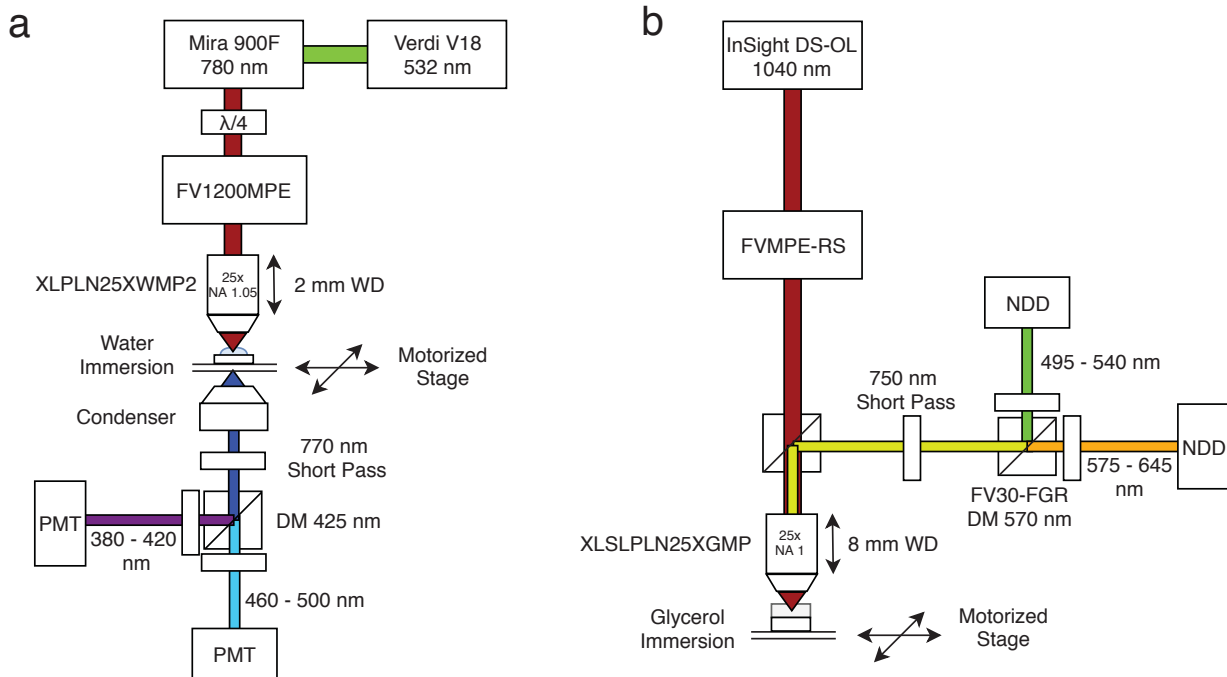 a
Mira 900F
780 nm
Verdi V18
532 nm
λ/4
FV1200MPE
XLPLN25XWMP2
25x
NA 1.05
2 mm WD
Water
Immersion
Motorized
Stage
Condenser
770 nm
Short Pass
PMT
DM 425 nm
380 - 420
nm
460 - 500 nm
PMT
b
InSight DS-OL
1040 nm
FVMPE-RS
NDD
495 - 540 nm
750 nm
Short Pass
NDD
575 - 645
nm
FV30-FGR
DM 570 nm
XLSLPLN25XGMP
25x
NA 1
8 mm WD
Glycerol
Immersion
Motorized
Stage